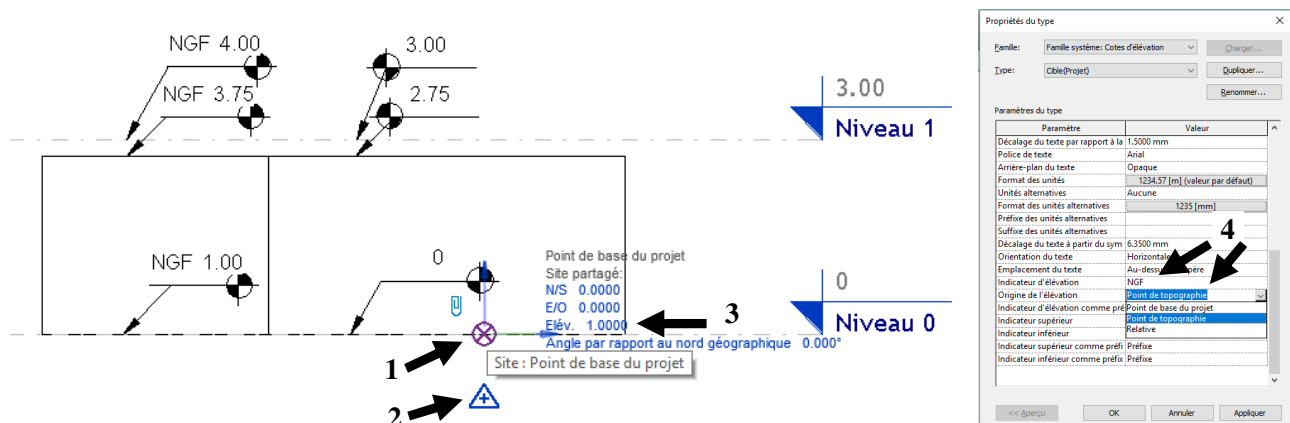 NGF 4.00
3.00
NGF 3.75
2.75
3.00
Niveau 1
NGF 1.00
0
Point de base du projet
Site partagé:
N/S 0.0000
E/O 0.0000
Elév. 1.0000
Angle par rapport au nord géographique 0.000°
3
0
Niveau 0
1
Site : Point de base du projet
2
Propriétés du type
Famille: Famille système: Cotes d'élévation Charger...
Type: Cible(Projet) Dupliquer...
Renommer...
Paramètres du type
Paramètre Valeur
Décalage du texte par rapport à la 1.5000 mm
Police de texte Arial
Arrière-plan du texte Opaque
Format des unités 1234.57 [m] (valeur par défaut)
Unités alternatives Aucune
Format des unités alternatives 1235 [mm]
Préfixe des unités alternatives
Suffixe des unités alternatives
4
Décalage du texte à partir du sym 6.3500 mm
Orientation du texte Horizontale
Emplacement du texte Au-dessu père
Indicateur d'élévation NGF
Origine de l'élévation Point de topographie
Indicateur d'élévation comme pré Point de base du projet
Indicateur supérieur Point de topographie
Indicateur inférieur Relative
Indicateur supérieur comme préfi Préfixe
Indicateur inférieur comme préfix Préfixe
<< Aperçu OK Annuler Appliquer